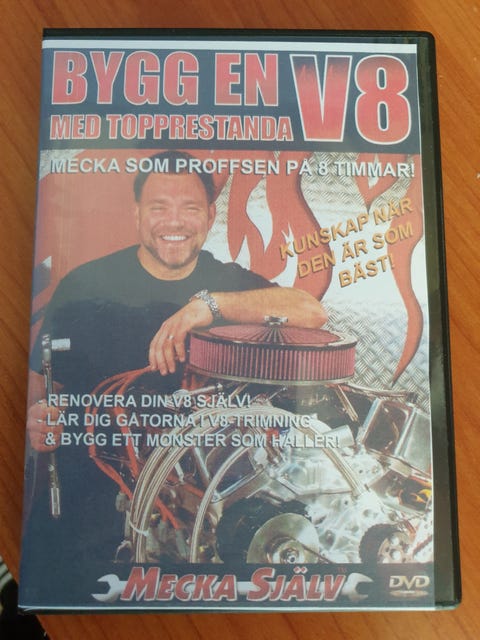 BYGG EN V8
MED TOPPRESTANDA
MECKA SOM PROFFSEN PÅ 8 TIMMAR!
KUNSKAP NÄR
DEN ÄR SOM
BÄST!
- RENOVERA DIN V8 SJÄLV!
- LÄR DIG GÅTORNA I V8-TRIMNING
& BYGG ETT MONSTER SOM HÅLLER!
MECKA SJÄLV
DVD